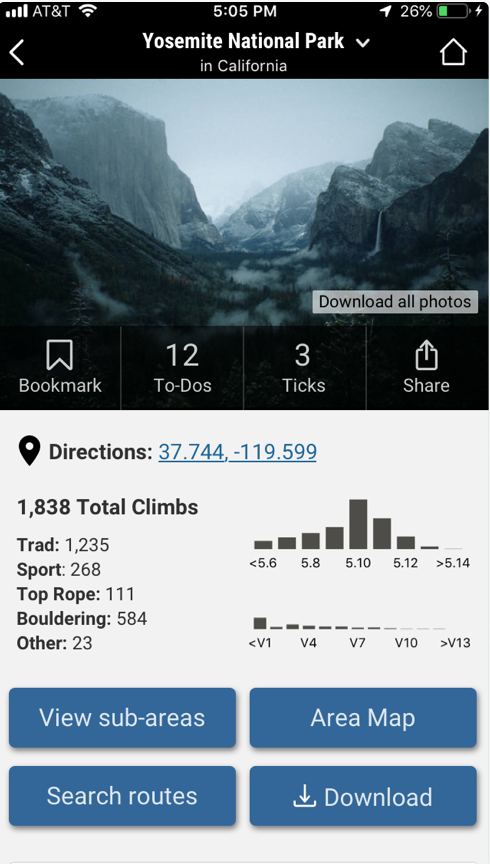 AT&T 5:05 PM 26%
Yosemite National Park
in California
Download all photos
12 3
Bookmark To-Dos Ticks Share
Directions: 37.744, -119.599
1,838 Total Climbs
Trad: 1,235
Sport: 268
Top Rope: 111
Bouldering: 584
Other: 23
<5.6 5.8 5.10 5.12 >5.14
<V1 V4 V7 V10 >V13
View sub-areas Area Map
Search routes Download